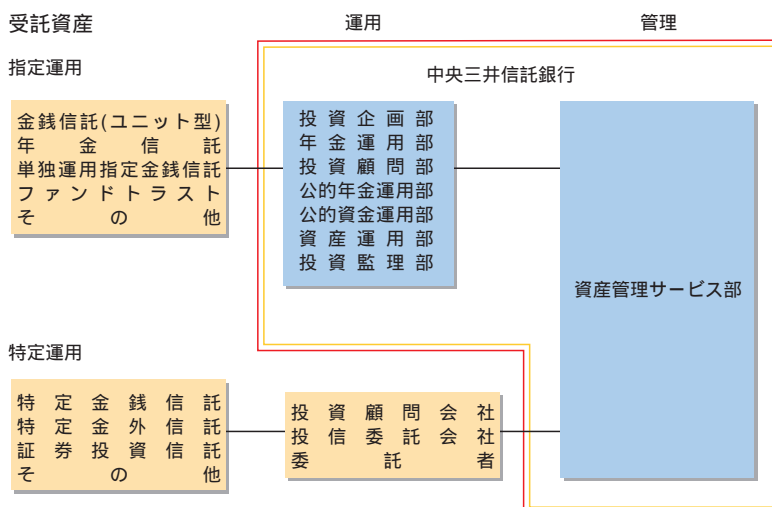 受託資産
運用
管理
指定運用
中央三井信託銀行
金銭信託(ユニット型)
年金信託
単独運用指定金銭信託
ファンドトラスト
その他
投資企画部
年金運用部
投資顧問部
公的年金運用部
公的資金運用部
資産運用部
投資監理部
資産管理サービス部
特定運用
特定金銭信託
特定金外信託
証券投資信託
その他
投資顧問会社
投信委託会社
委託者